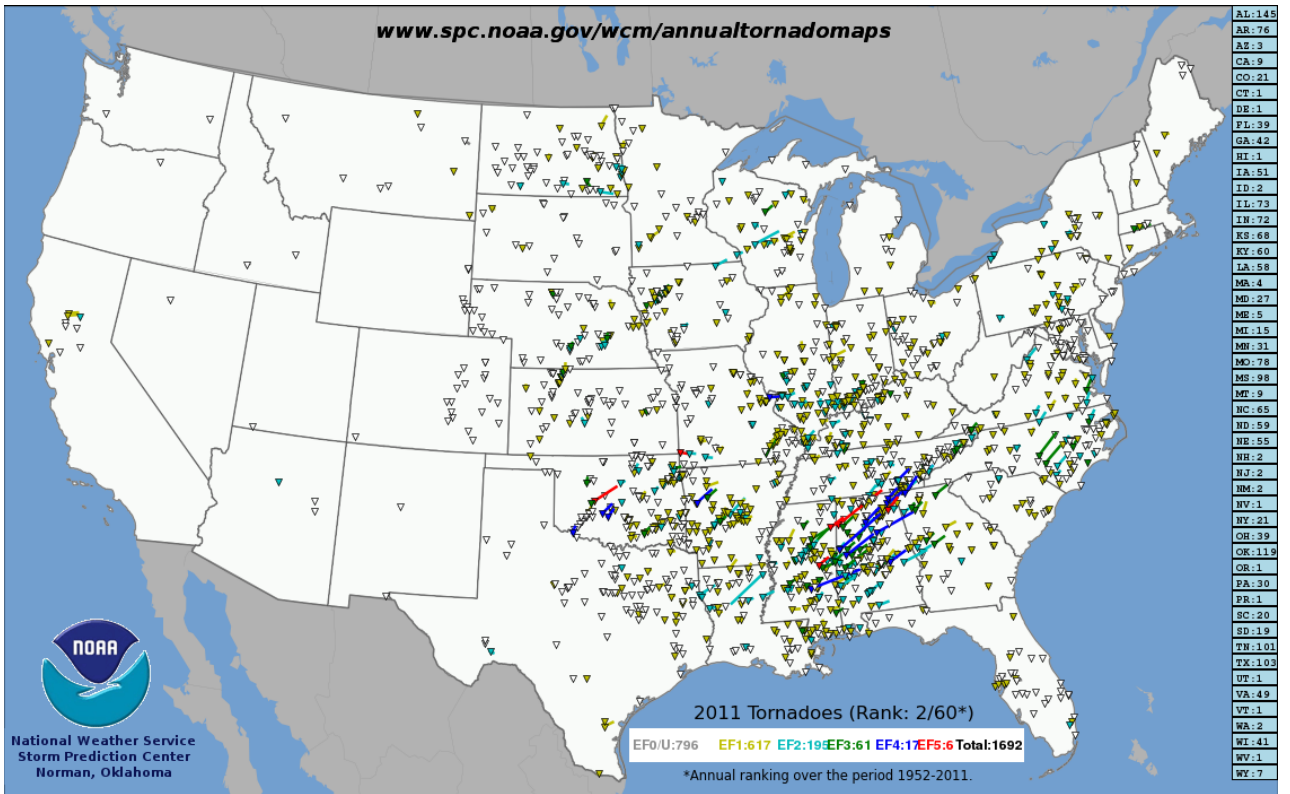 www.spc.noaa.gov/wcm/annualtornadomaps
AL:145
AR:76
AZ:3
CA:9
CO:21
CT:1
DE:1
FL:39
GA:42
HI:1
IA:51
ID:2
IL:73
IN:72
KS:68
KY:60
LA:58
MA:4
MD:27
ME:5
MI:15
MN:31
MO:78
MS:98
MT:9
NC:65
ND:59
NE:55
NH:2
NJ:2
NM:2
NV:1
NY:21
OH:39
OK:119
OR:1
PA:30
PR:1
SC:20
SD:19
TN:101
TX:103
UT:1
VA:49
VT:1
WA:2
WI:41
WV:1
WY:7
NOAA
National Weather Service
Storm Prediction Center
Norman, Oklahoma
2011 Tornadoes (Rank: 2/60*)
EF0/U:796 EF1:617 EF2:195 EF3:61 EF4:17 EF5:6 Total:1692
*Annual ranking over the period 1952-2011.